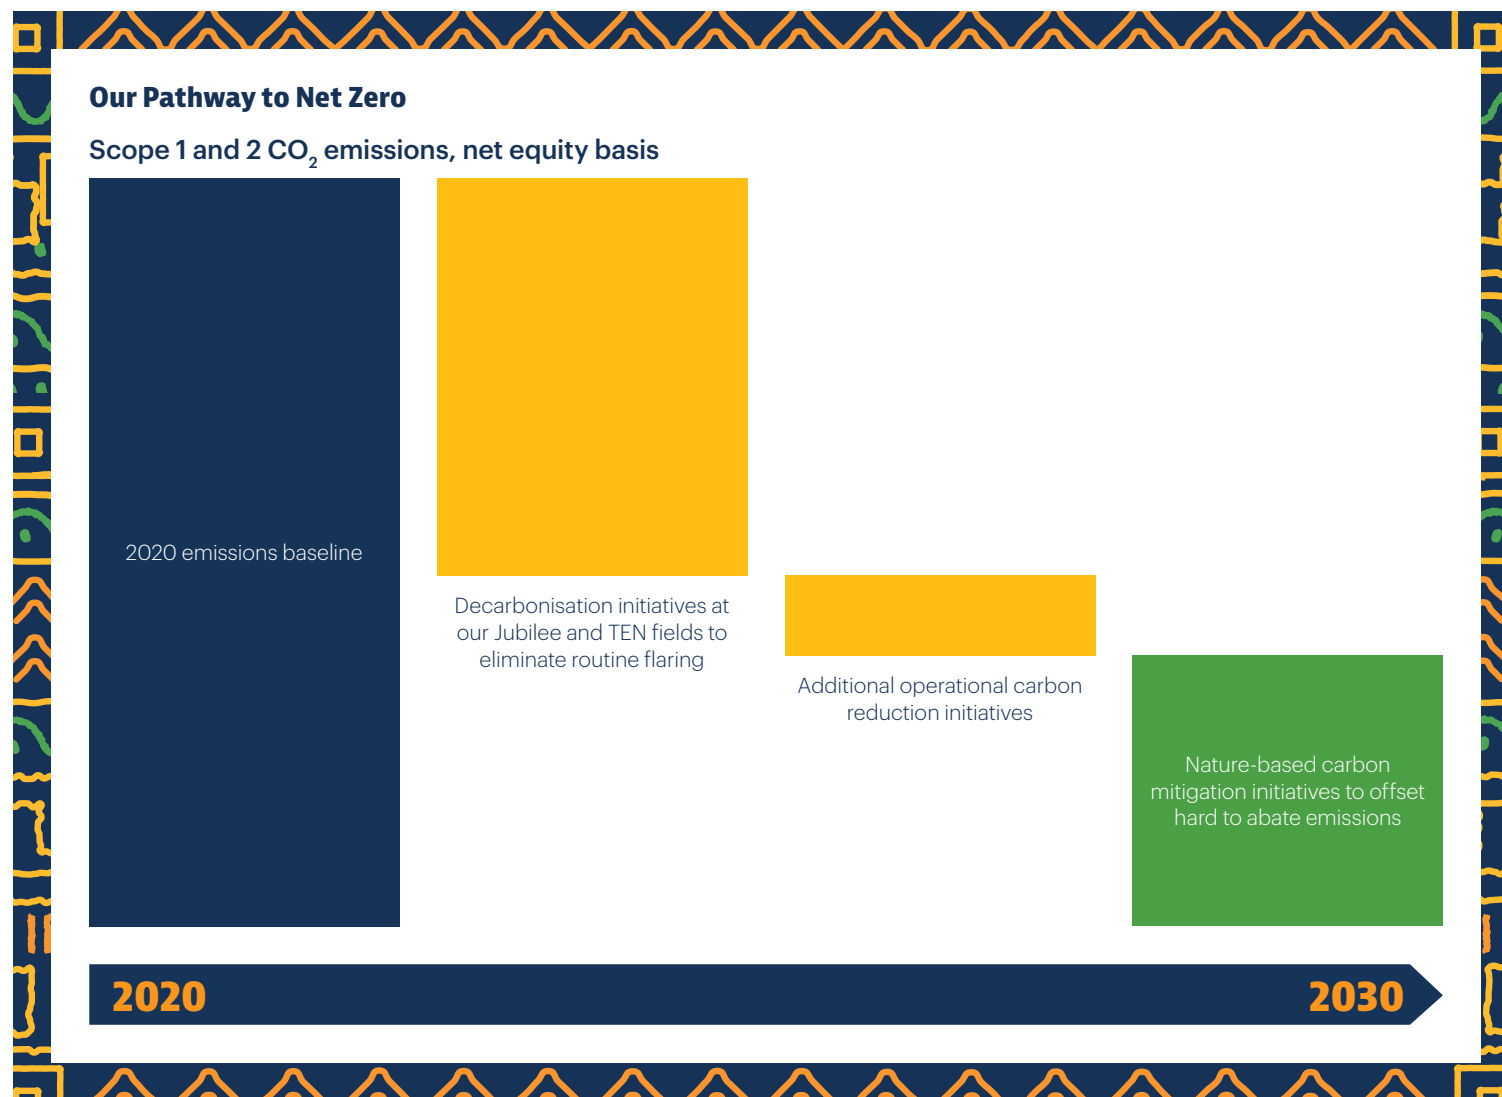 Our Pathway to Net Zero
Scope 1 and 2 CO₂ emissions, net equity basis
2020 emissions baseline
Decarbonisation initiatives at
our Jubilee and TEN fields to
eliminate routine flaring
Additional operational carbon
reduction initiatives
Nature-based carbon
mitigation initiatives to offset
hard to abate emissions
2020
2030